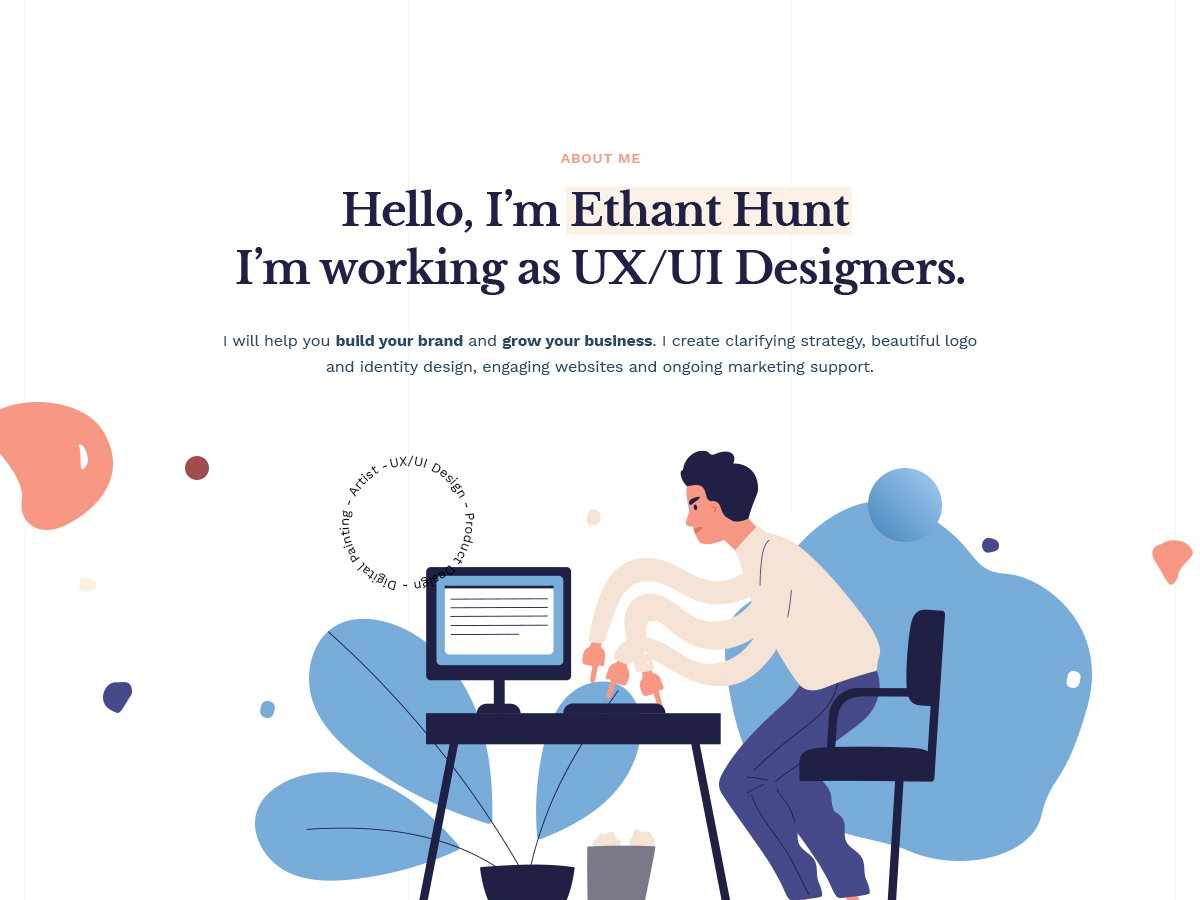 ABOUT ME
Hello, I’m Ethant Hunt
I’m working as UX/UI Designers.
I will help you build your brand and grow your business. I create clarifying strategy, beautiful logo
and identity design, engaging websites and ongoing marketing support.
UX/UI Design - Product Design - Digital Painting - Artist -